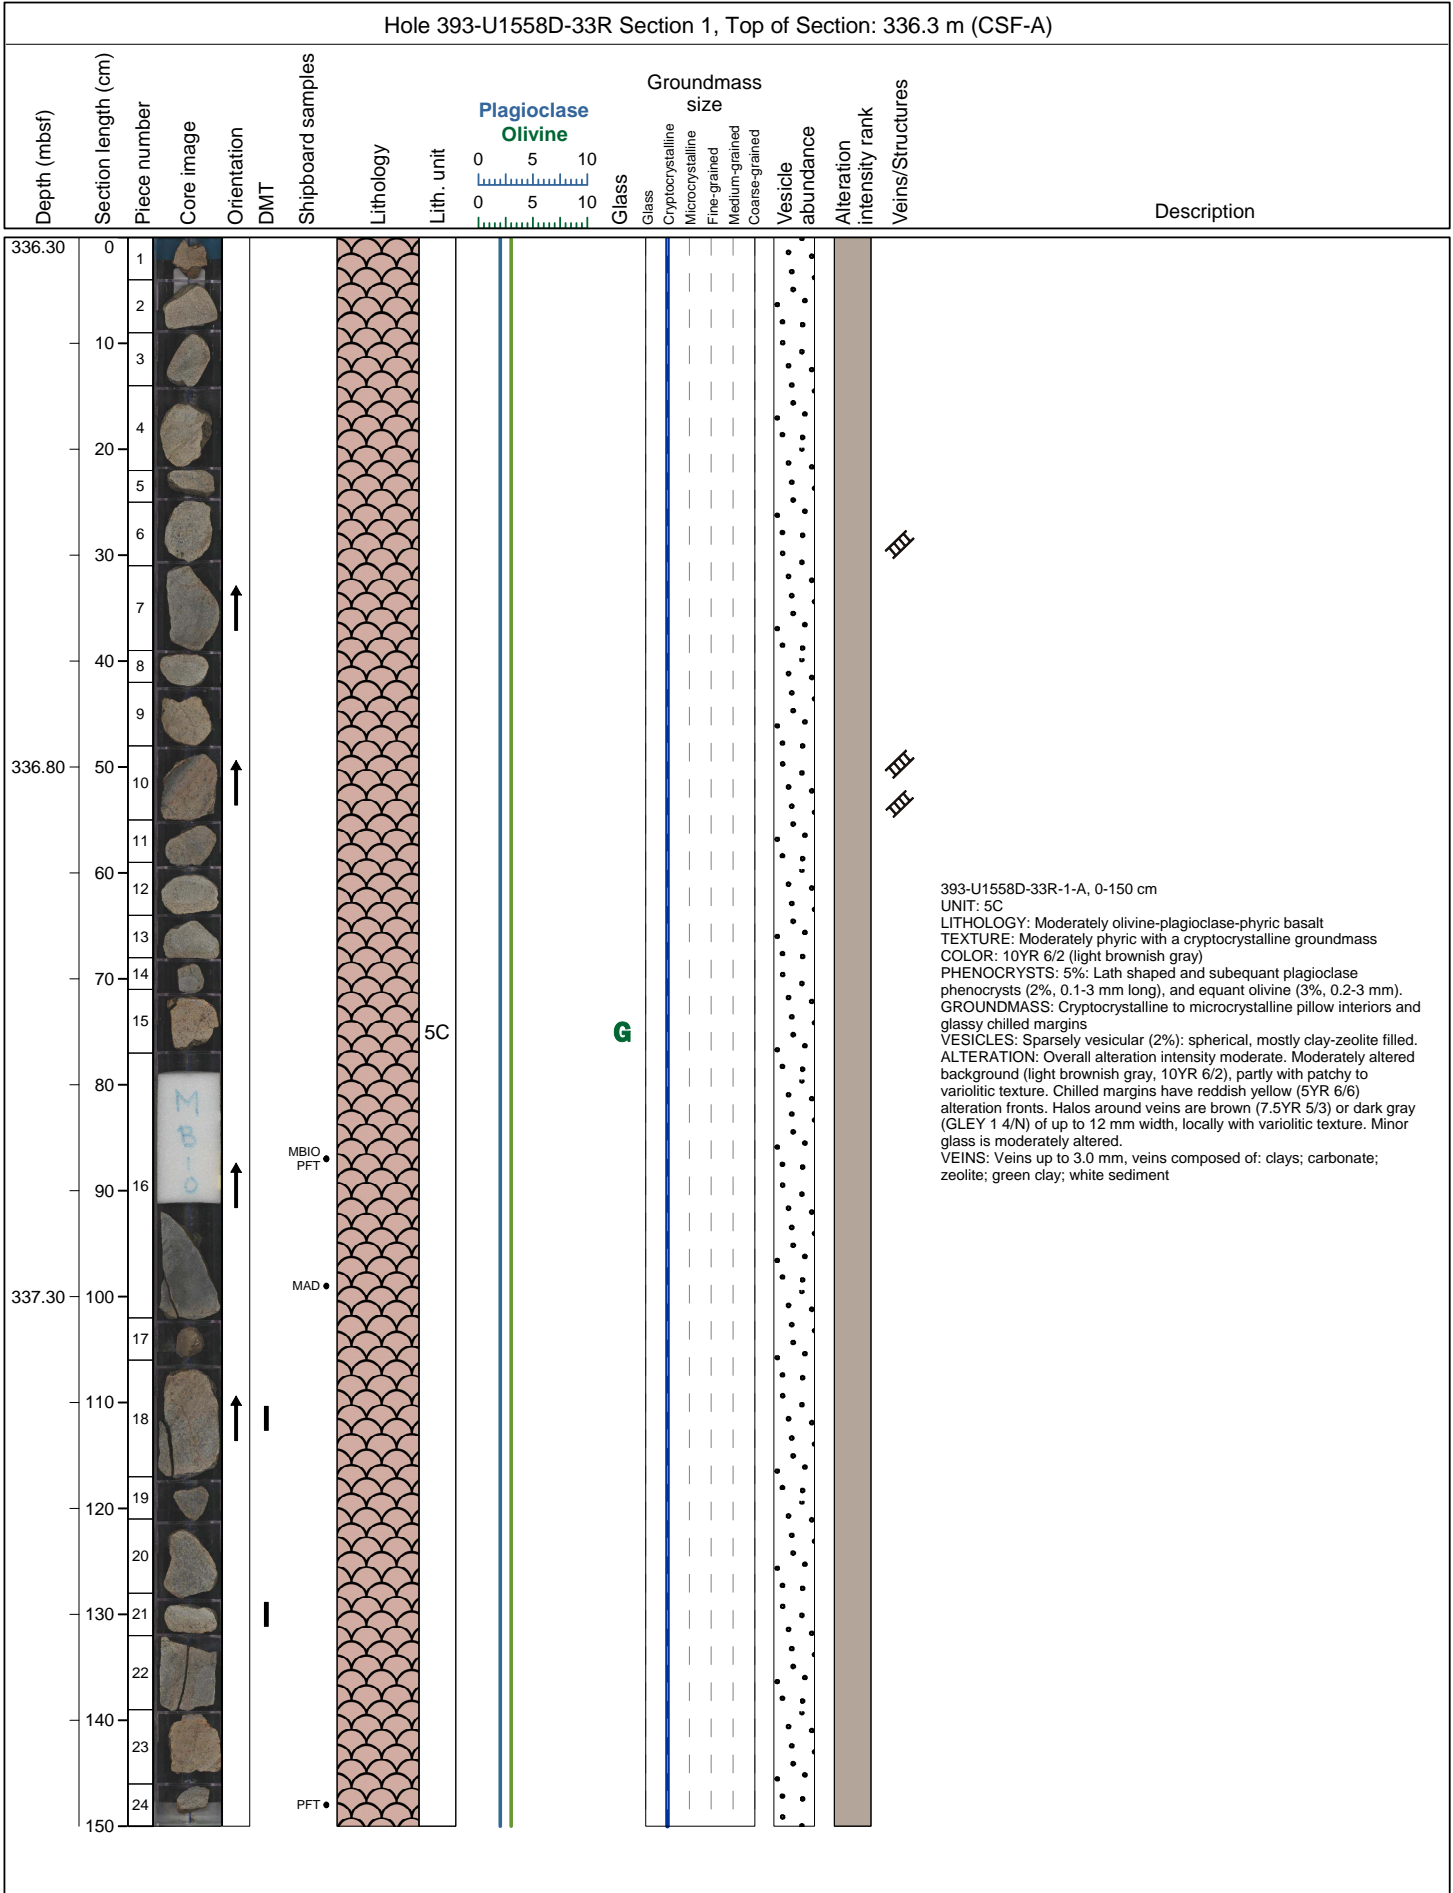 Hole 393-U1558D-33R Section 1, Top of Section: 336.3 m (CSF-A)
Depth (mbsf)
Section length (cm)
Piece number
Core image
Orientation
DMT
Shipboard samples
Lithology
Lith. unit
Plagioclase
Olivine
0 5 10
0 5 10
Glass
Groundmass
size
Glass
Cryptocrystalline
Microcrystalline
Fine-grained
Medium-grained
Coarse-grained
Vesicle
abundance
Alteration
intensity rank
Veins/Structures
Description
336.30 0
1
2
10
3
4
20
5
6
30
7
40
8
9
336.80 50
10
11
60
12
13
70
14
15
5C
G
80
M
B
I
O
MBIO
PFT
90
16
MAD
337.30 100
17
110
18
19
120
20
130
21
22
140
23
24
PFT
150
393-U1558D-33R-1-A, 0-150 cm
UNIT: 5C
LITHOLOGY: Moderately olivine-plagioclase-phyric basalt
TEXTURE: Moderately phyric with a cryptocrystalline groundmass
COLOR: 10YR 6/2 (light brownish gray)
PHENOCRYSTS: 5%: Lath shaped and subequant plagioclase
phenocrysts (2%, 0.1-3 mm long), and equant olivine (3%, 0.2-3 mm).
GROUNDMASS: Cryptocrystalline to microcrystalline pillow interiors and
glassy chilled margins
VESICLES: Sparsely vesicular (2%): spherical, mostly clay-zeolite filled.
ALTERATION: Overall alteration intensity moderate. Moderately altered
background (light brownish gray, 10YR 6/2), partly with patchy to
variolitic texture. Chilled margins have reddish yellow (5YR 6/6)
alteration fronts. Halos around veins are brown (7.5YR 5/3) or dark gray
(GLEY 1 4/N) of up to 12 mm width, locally with variolitic texture. Minor
glass is moderately altered.
VEINS: Veins up to 3.0 mm, veins composed of: clays; carbonate;
zeolite; green clay; white sediment